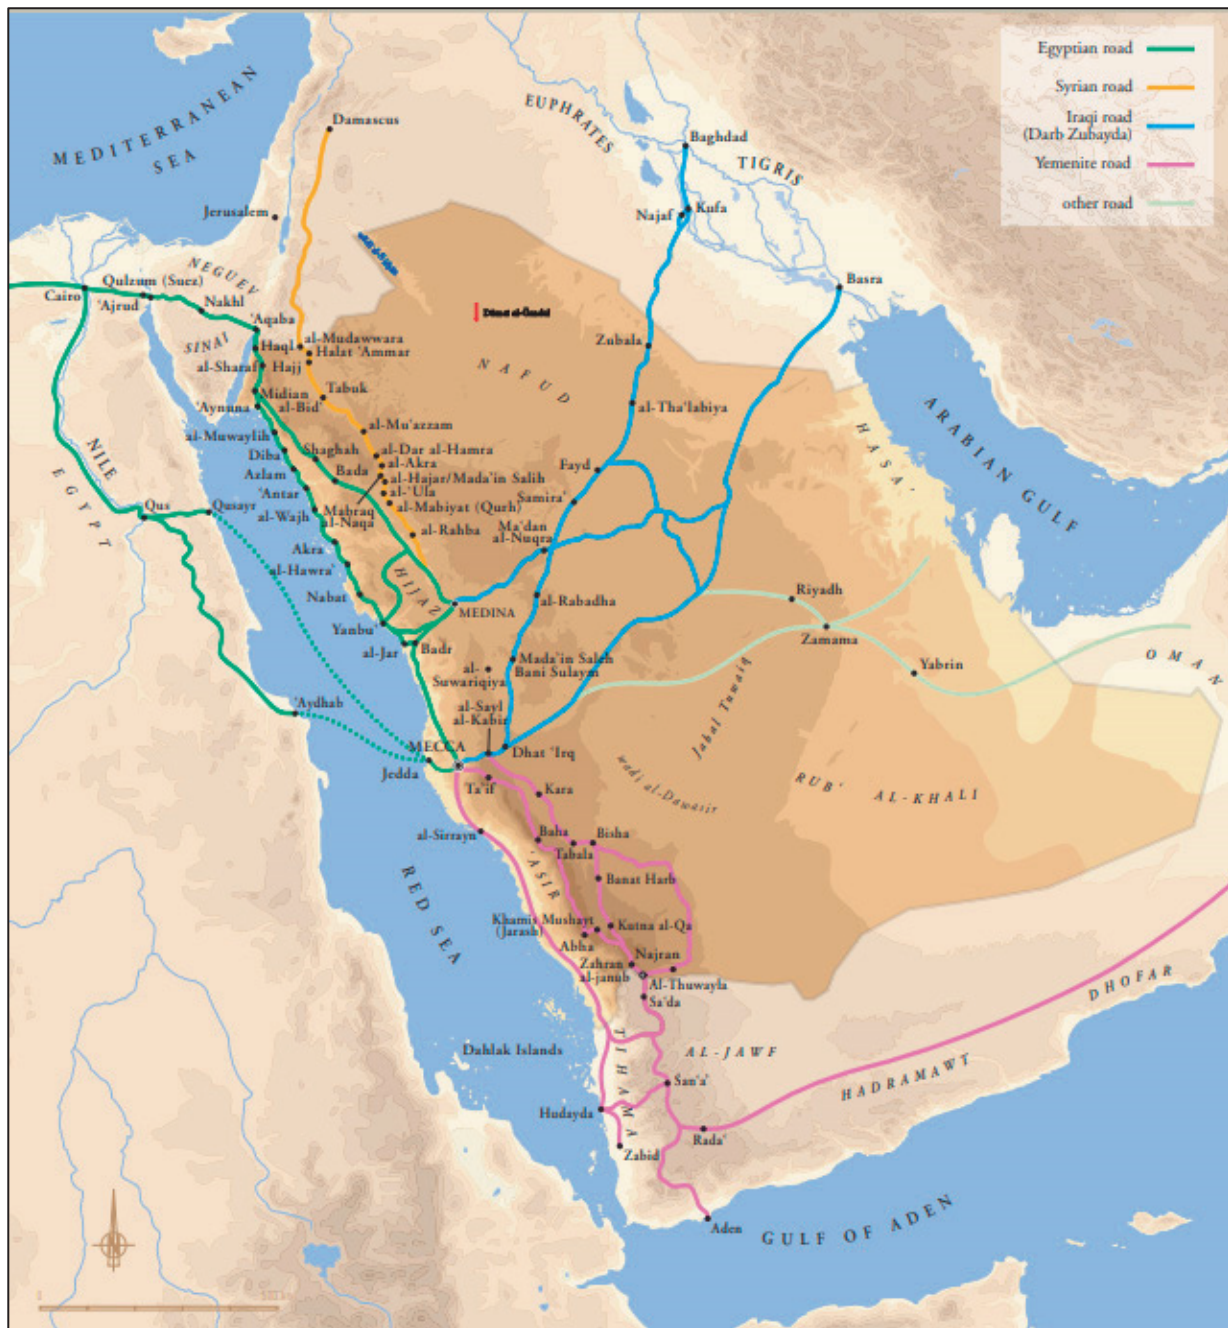 Egyptian road
Syrian road
Iraqi road
(Darb Zubayda)
Yemenite road
other road
MEDITERRANEAN
SEA
Damascus
EUPHRATES
Baghdad
TIGRIS
Jerusalem
Najaf
Kufa
NEGUEV
Basra
Cairo
Qulzum (Suez)
'Ajrud
Nakhl
SINAI
'Aqaba
Haql
al-Mudawwara
Halat 'Ammar
al-Sharaf
Hajj
Zubala
NAFUD
Midian
al-Bid'
Tabuk
'Aynuna
al-Tha'labiya
al-Muwaylih
al-Mu'azzam
ARABIAN GULF
HASA'
NILE
EGYPT
Diba
Shaghah
al-Dar al-Hamra
al-Akra
Azlam
Bada
al-Hajar/Mada'in Salih
Fayd
'Antar
al-'Ula
Mabraq
al-Naqa
al-Mabiyat (Qurh)
Samira'
Qus
Qusayr
al-Wajh
al-Rahba
Ma'dan
al-Nuqra
Akra
al-Hawra'
HIJAZ
Nabat
MEDINA
al-Rabadha
Riyadh
Yanbu'
Zamama
al-Jar
Badr
Mada'in Saleh
Bani Sulaym
al-
Suwariqiya
Yabrin
OMAN
'Aydhab
al-Sayl
al-Kabir
Jabal Tuwaiq
MECCA
Dhat 'Irq
Jedda
wadi al-Dawasir
RUB' AL-KHALI
Ta'if
Kara
al-Sirrayn
Baha
Bisha
Tabala
'ASIR
RED SEA
Banat Harb
Khamis Mushayt
(Jarash)
Kutna al-Qa
Abha
Zahran
al-janub
Najran
Al-Thuwayla
Sa'da
DHOFAR
TIHAMA
Dahlak Islands
AL-JAWF
HADRAMAWT
San'a'
Hudayda
Rada'
Zabid
Aden
GULF OF ADEN